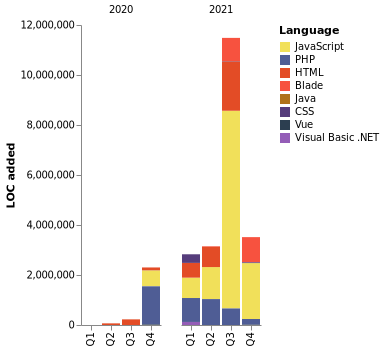 2020 2021
Language
JavaScript
PHP
HTML
Blade
Java
CSS
Vue
Visual Basic .NET
LOC added
12,000,000
10,000,000
8,000,000
6,000,000
4,000,000
2,000,000
0
Q1 Q2 Q3 Q4 Q1 Q2 Q3 Q4